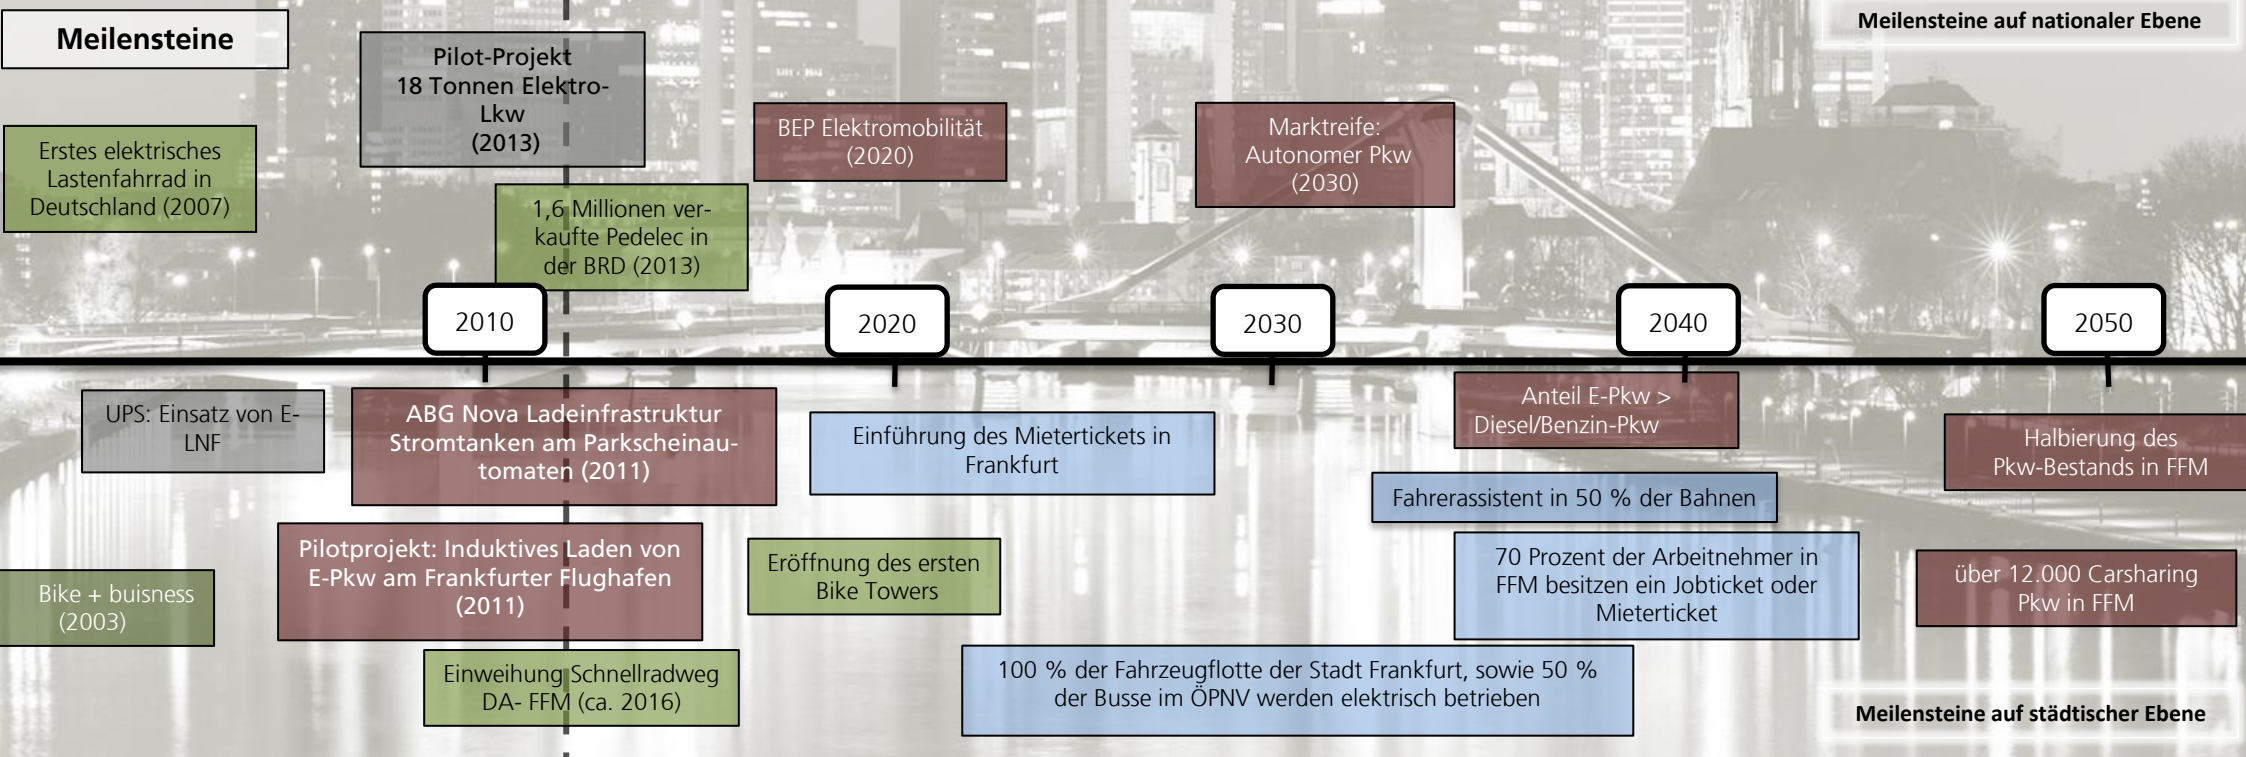 Meilensteine
Meilensteine auf nationaler Ebene
Pilot-Projekt
18 Tonnen Elektro-
Lkw
(2013)
Erstes elektrisches
Lastenfahrrad in
Deutschland (2007)
1,6 Millionen ver-
kaufte Pedelec in
der BRD (2013)
BEP Elektromobilität
(2020)
Marktreife:
Autonomer Pkw
(2030)
2010
2020
2030
2040
2050
UPS: Einsatz von E-
LNF
ABG Nova Ladeinfrastruktur
Stromtanken am Parkscheinau-
tomaten (2011)
Einführung des Mietertickets in
Frankfurt
Anteil E-Pkw >
Diesel/Benzin-Pkw
Halbierung des
Pkw-Bestands in FFM
Fahrerassistent in 50 % der Bahnen
Bike + buisness
(2003)
Pilotprojekt: Induktives Laden von
E-Pkw am Frankfurter Flughafen
(2011)
Eröffnung des ersten
Bike Towers
70 Prozent der Arbeitnehmer in
FFM besitzen ein Jobticket oder
Mieterticket
über 12.000 Carsharing
Pkw in FFM
Einweihung Schnellradweg
DA- FFM (ca. 2016)
100 % der Fahrzeugflotte der Stadt Frankfurt, sowie 50 %
der Busse im ÖPNV werden elektrisch betrieben
Meilensteine auf städtischer Ebene